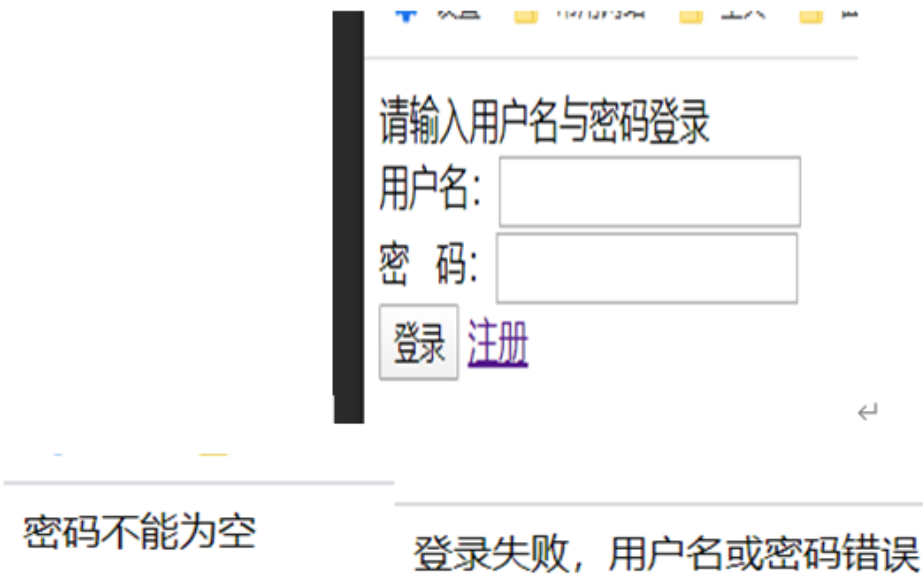 请输入用户名与密码登录
用户名：
密 码：
登录 注册
密码不能为空
登录失败，用户名或密码错误